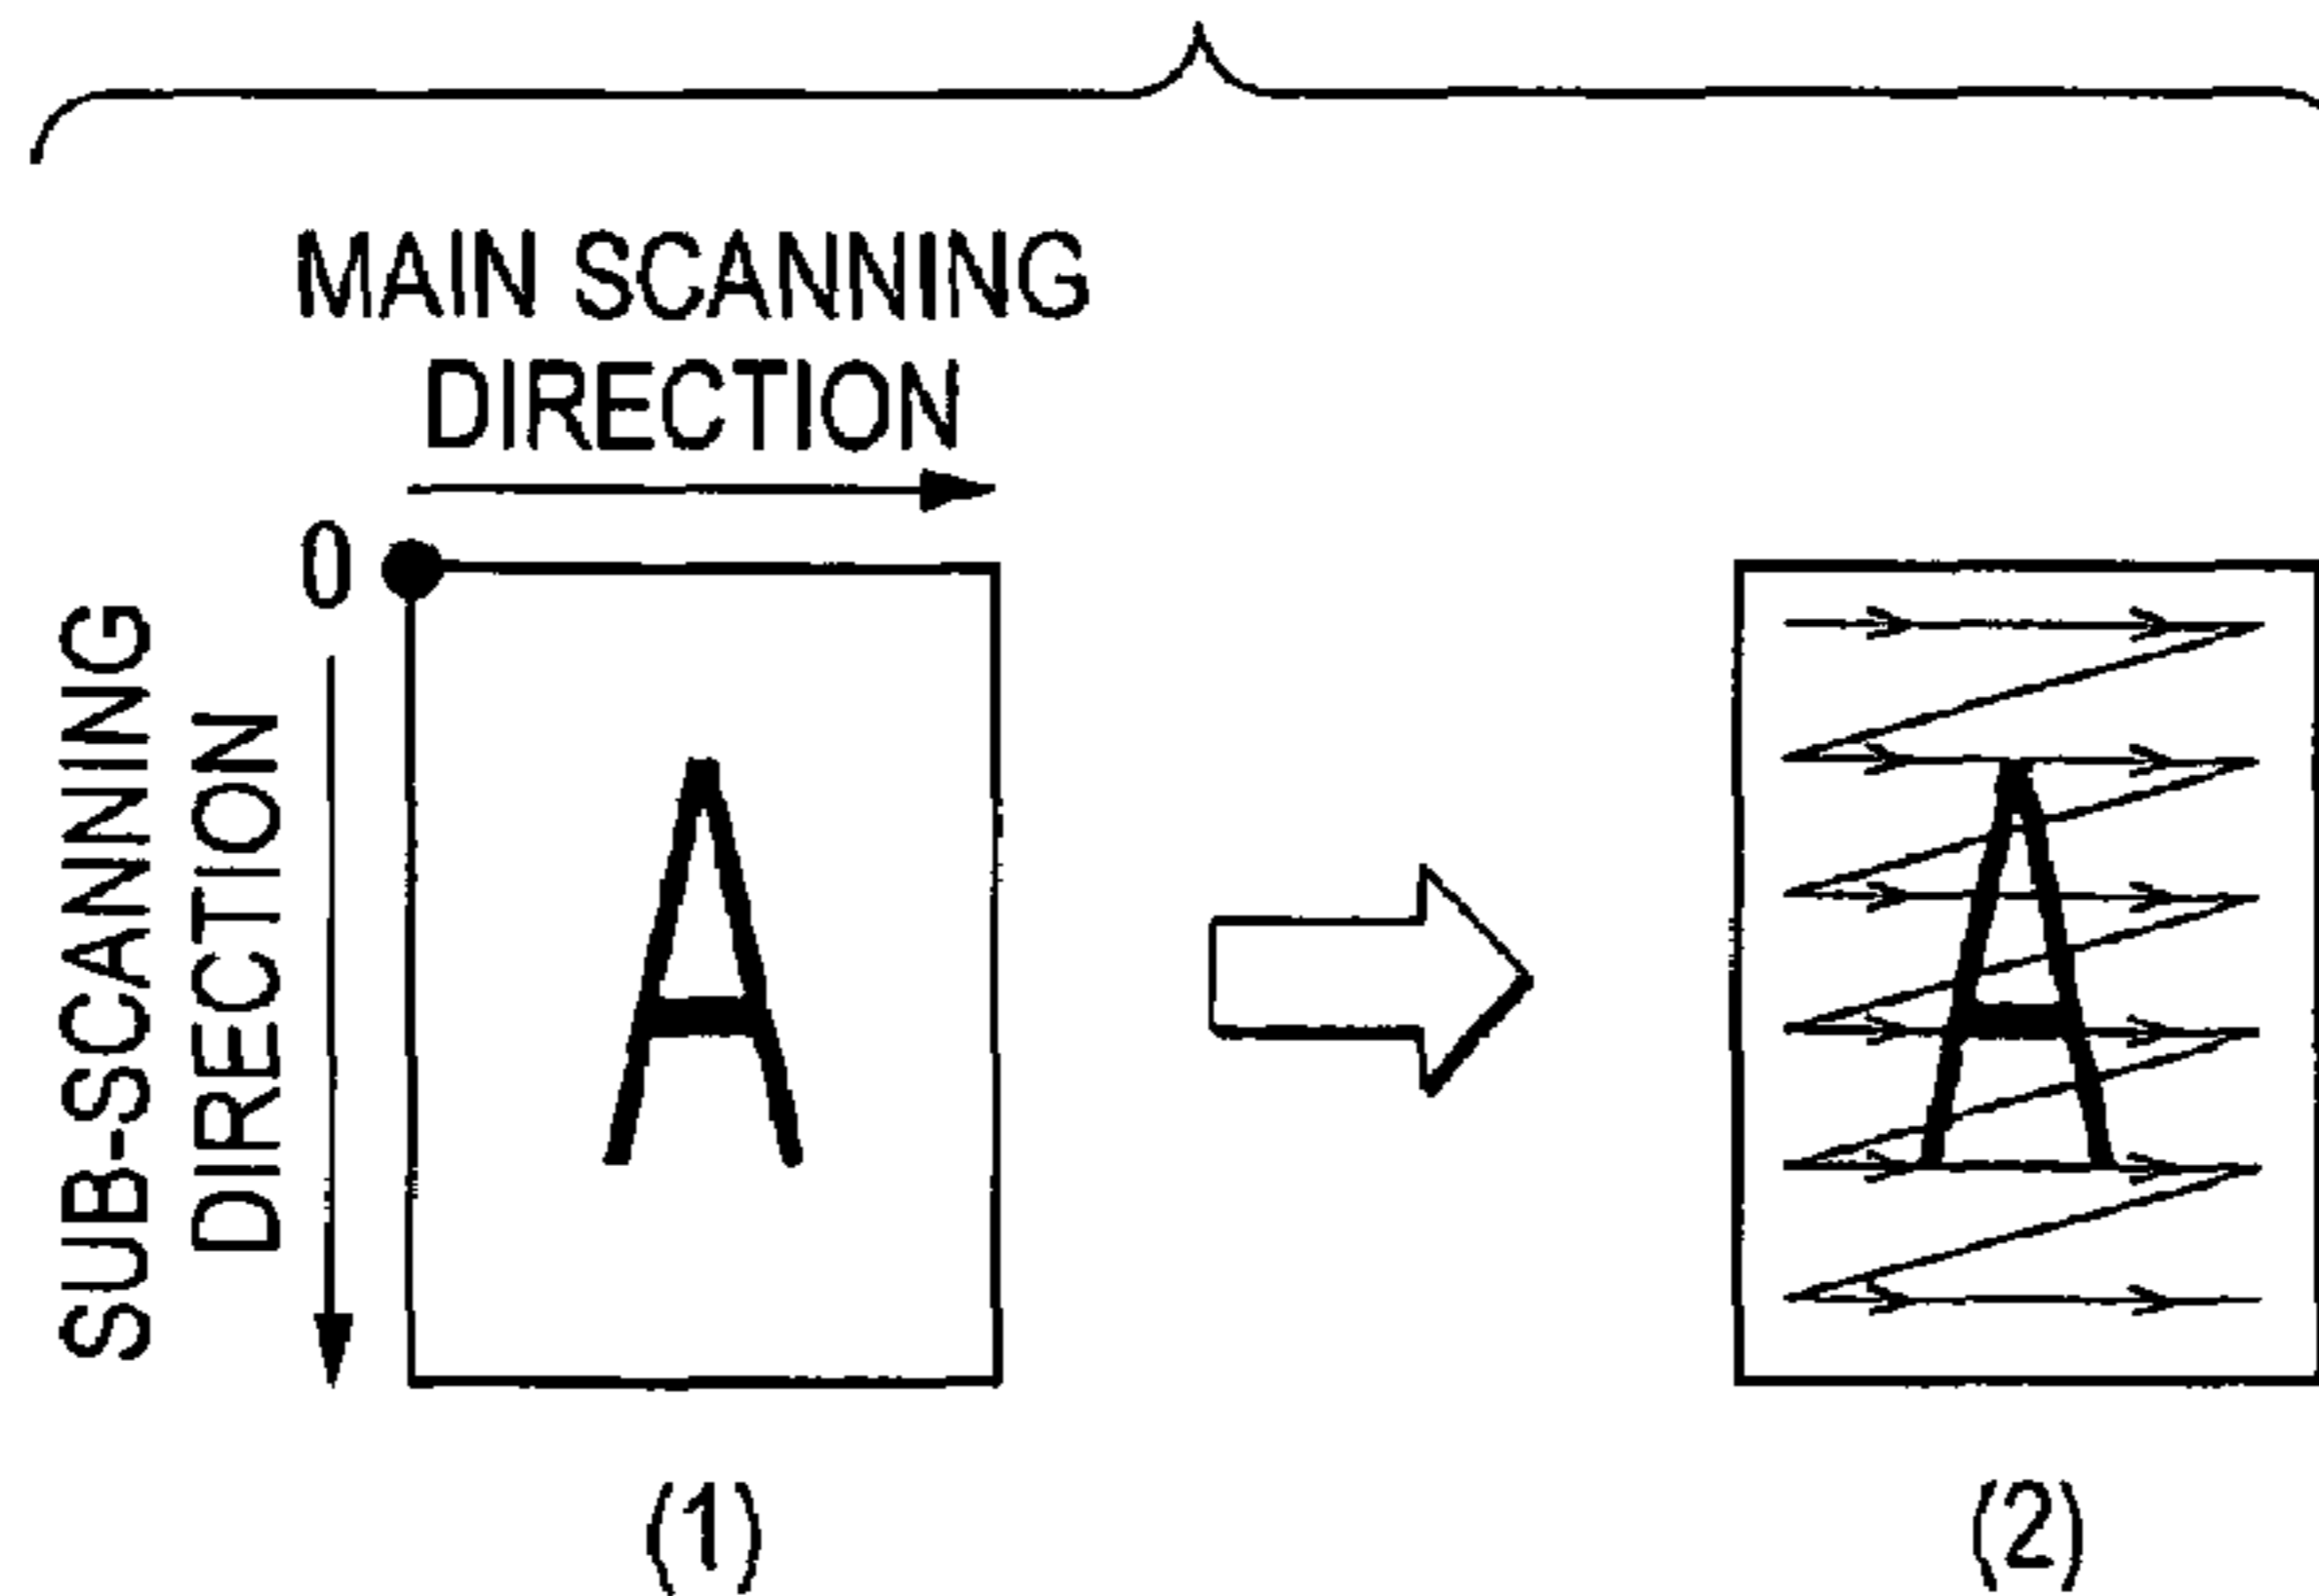 MAIN SCANNING
DIRECTION
0
SUB-SCANNING
DIRECTION
A
A
(1)
(2)